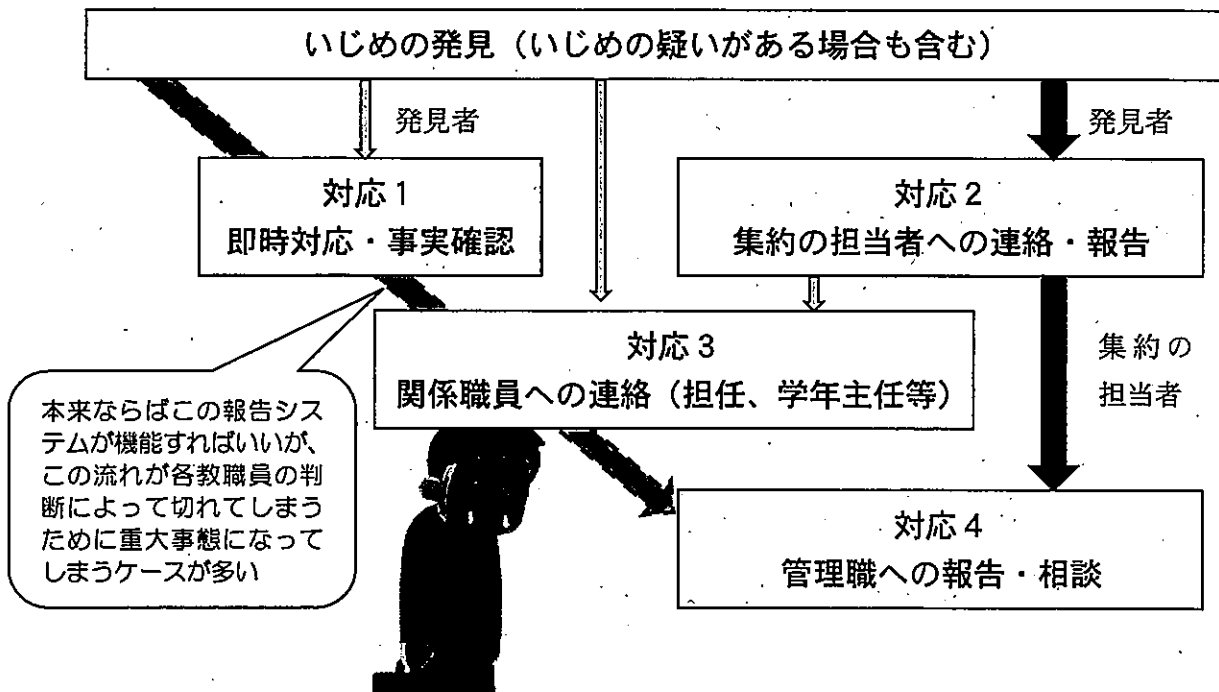 いじめの発見（いじめの疑いがある場合も含む）
発見者
発見者
対応１
即時対応・事実確認
対応２
集約の担当者への連絡・報告
対応３
関係職員への連絡（担任、学年主任等）
集約の
担当者
本来ならばこの報告シス
テムが機能すればいいが、
この流れが各教職員の判
断によって切れてしまう
ために重大事態になって
しまうケースが多い
対応４
管理職への報告・相談